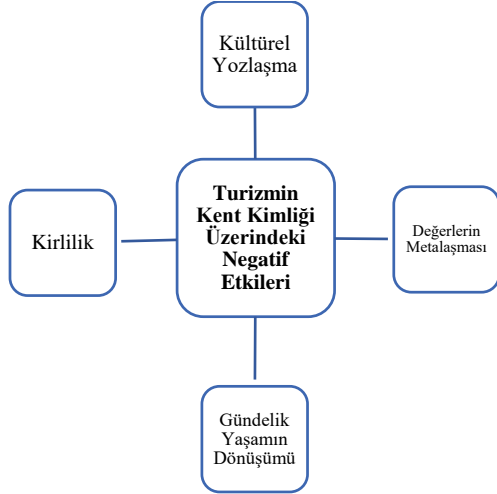 Kültürel
Yozlaşma
Turizmin
Kent Kimliği
Üzerindeki
Negatif
Etkileri
Kirlilik
Değerlerin
Metalaşması
Gündelik
Yaşamın
Dönüşümü